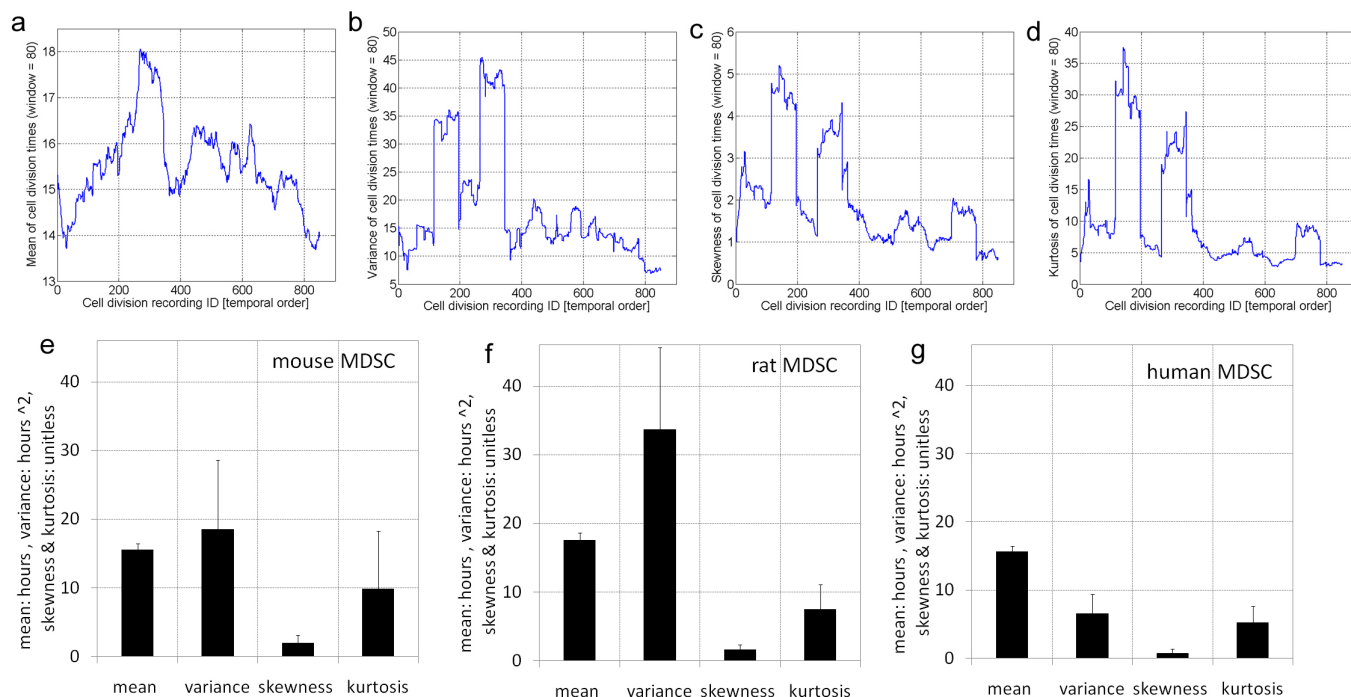 a
Mean of cell division times (window = 80)
18
17
16
15
14
13
0 200 400 600 800
Cell division recording ID [temporal order]
b
Variance of cell division times (window = 80)
50
45
40
35
30
25
20
15
10
5
0 200 400 600 800
Cell division recording ID [temporal order]
c
Skewness of cell division times (window = 80)
6
5
4
3
2
1
0
0 200 400 600 800
Cell division recording ID [temporal order]
d
Kurtosis of cell division times (window = 80)
40
35
30
25
20
15
10
5
0
0 200 400 600 800
Cell division recording ID [temporal order]
e
mouse MDSC
mean: hours , variance: hours ^2,
skewness & kurtosis: unitless
40
30
20
10
0
mean variance skewness kurtosis
f
rat MDSC
mean: hours , variance: hours ^2,
skewness & kurtosis: unitless
40
30
20
10
0
mean variance skewness kurtosis
g
human MDSC
mean: hours , variance: hours ^2,
skewness & kurtosis: unitless
40
30
20
10
0
mean variance skewness kurtosis